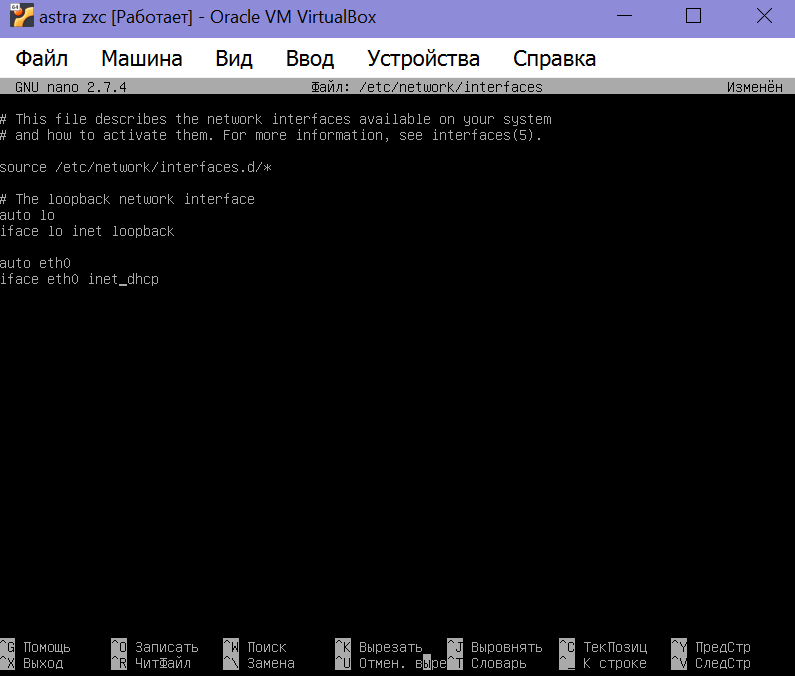 astra zxc [Работает] - Oracle VM VirtualBox
Файл Машина Вид Ввод Устройства Справка
GNU nano 2.7.4 Файл: /etc/network/interfaces Изменён
# This file describes the network interfaces available on your system
# and how to activate them. For more information, see interfaces(5).
source /etc/network/interfaces.d/*
# The loopback network interface
auto lo
iface lo inet loopback
auto eth0
iface eth0 inet dhcp
^G Помощь ^O Записать ^W Поиск ^K Вырезать ^J Выровнять ^C ТекПозиц ^Y ПредСтр
^X Выход ^R ЧитФайл ^\ Замена ^U Отмен. выре ^T Словарь ^_ К строке ^V СледСтр